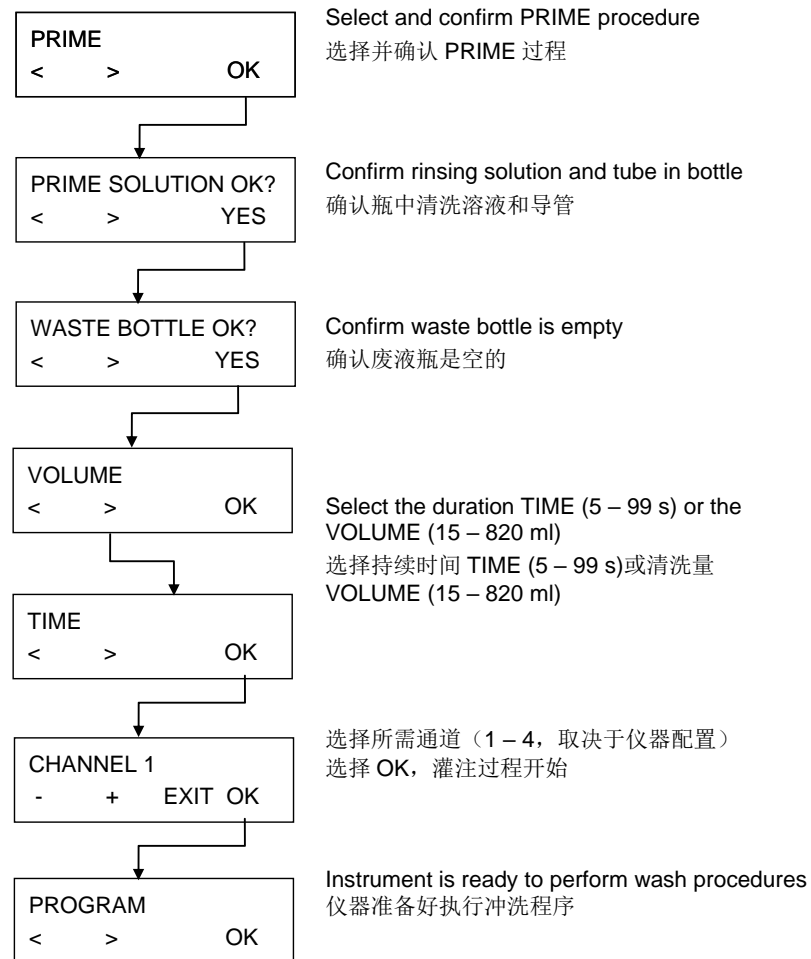 PRIME
< > OK
Select and confirm PRIME procedure
选择并确认 PRIME 过程
PRIME SOLUTION OK?
< > YES
Confirm rinsing solution and tube in bottle
确认瓶中清洗溶液和导管
WASTE BOTTLE OK?
< > YES
Confirm waste bottle is empty
确认废液瓶是空的
VOLUME
< > OK
Select the duration TIME (5 – 99 s) or the
VOLUME (15 – 820 ml)
选择持续时间 TIME (5 – 99 s)或清洗量
VOLUME (15 – 820 ml)
TIME
< > OK
CHANNEL 1
- + EXIT OK
选择所需通道（1 – 4，取决于仪器配置）
选择 OK，灌注过程开始
PROGRAM
< > OK
Instrument is ready to perform wash procedures
仪器准备好执行冲洗程序